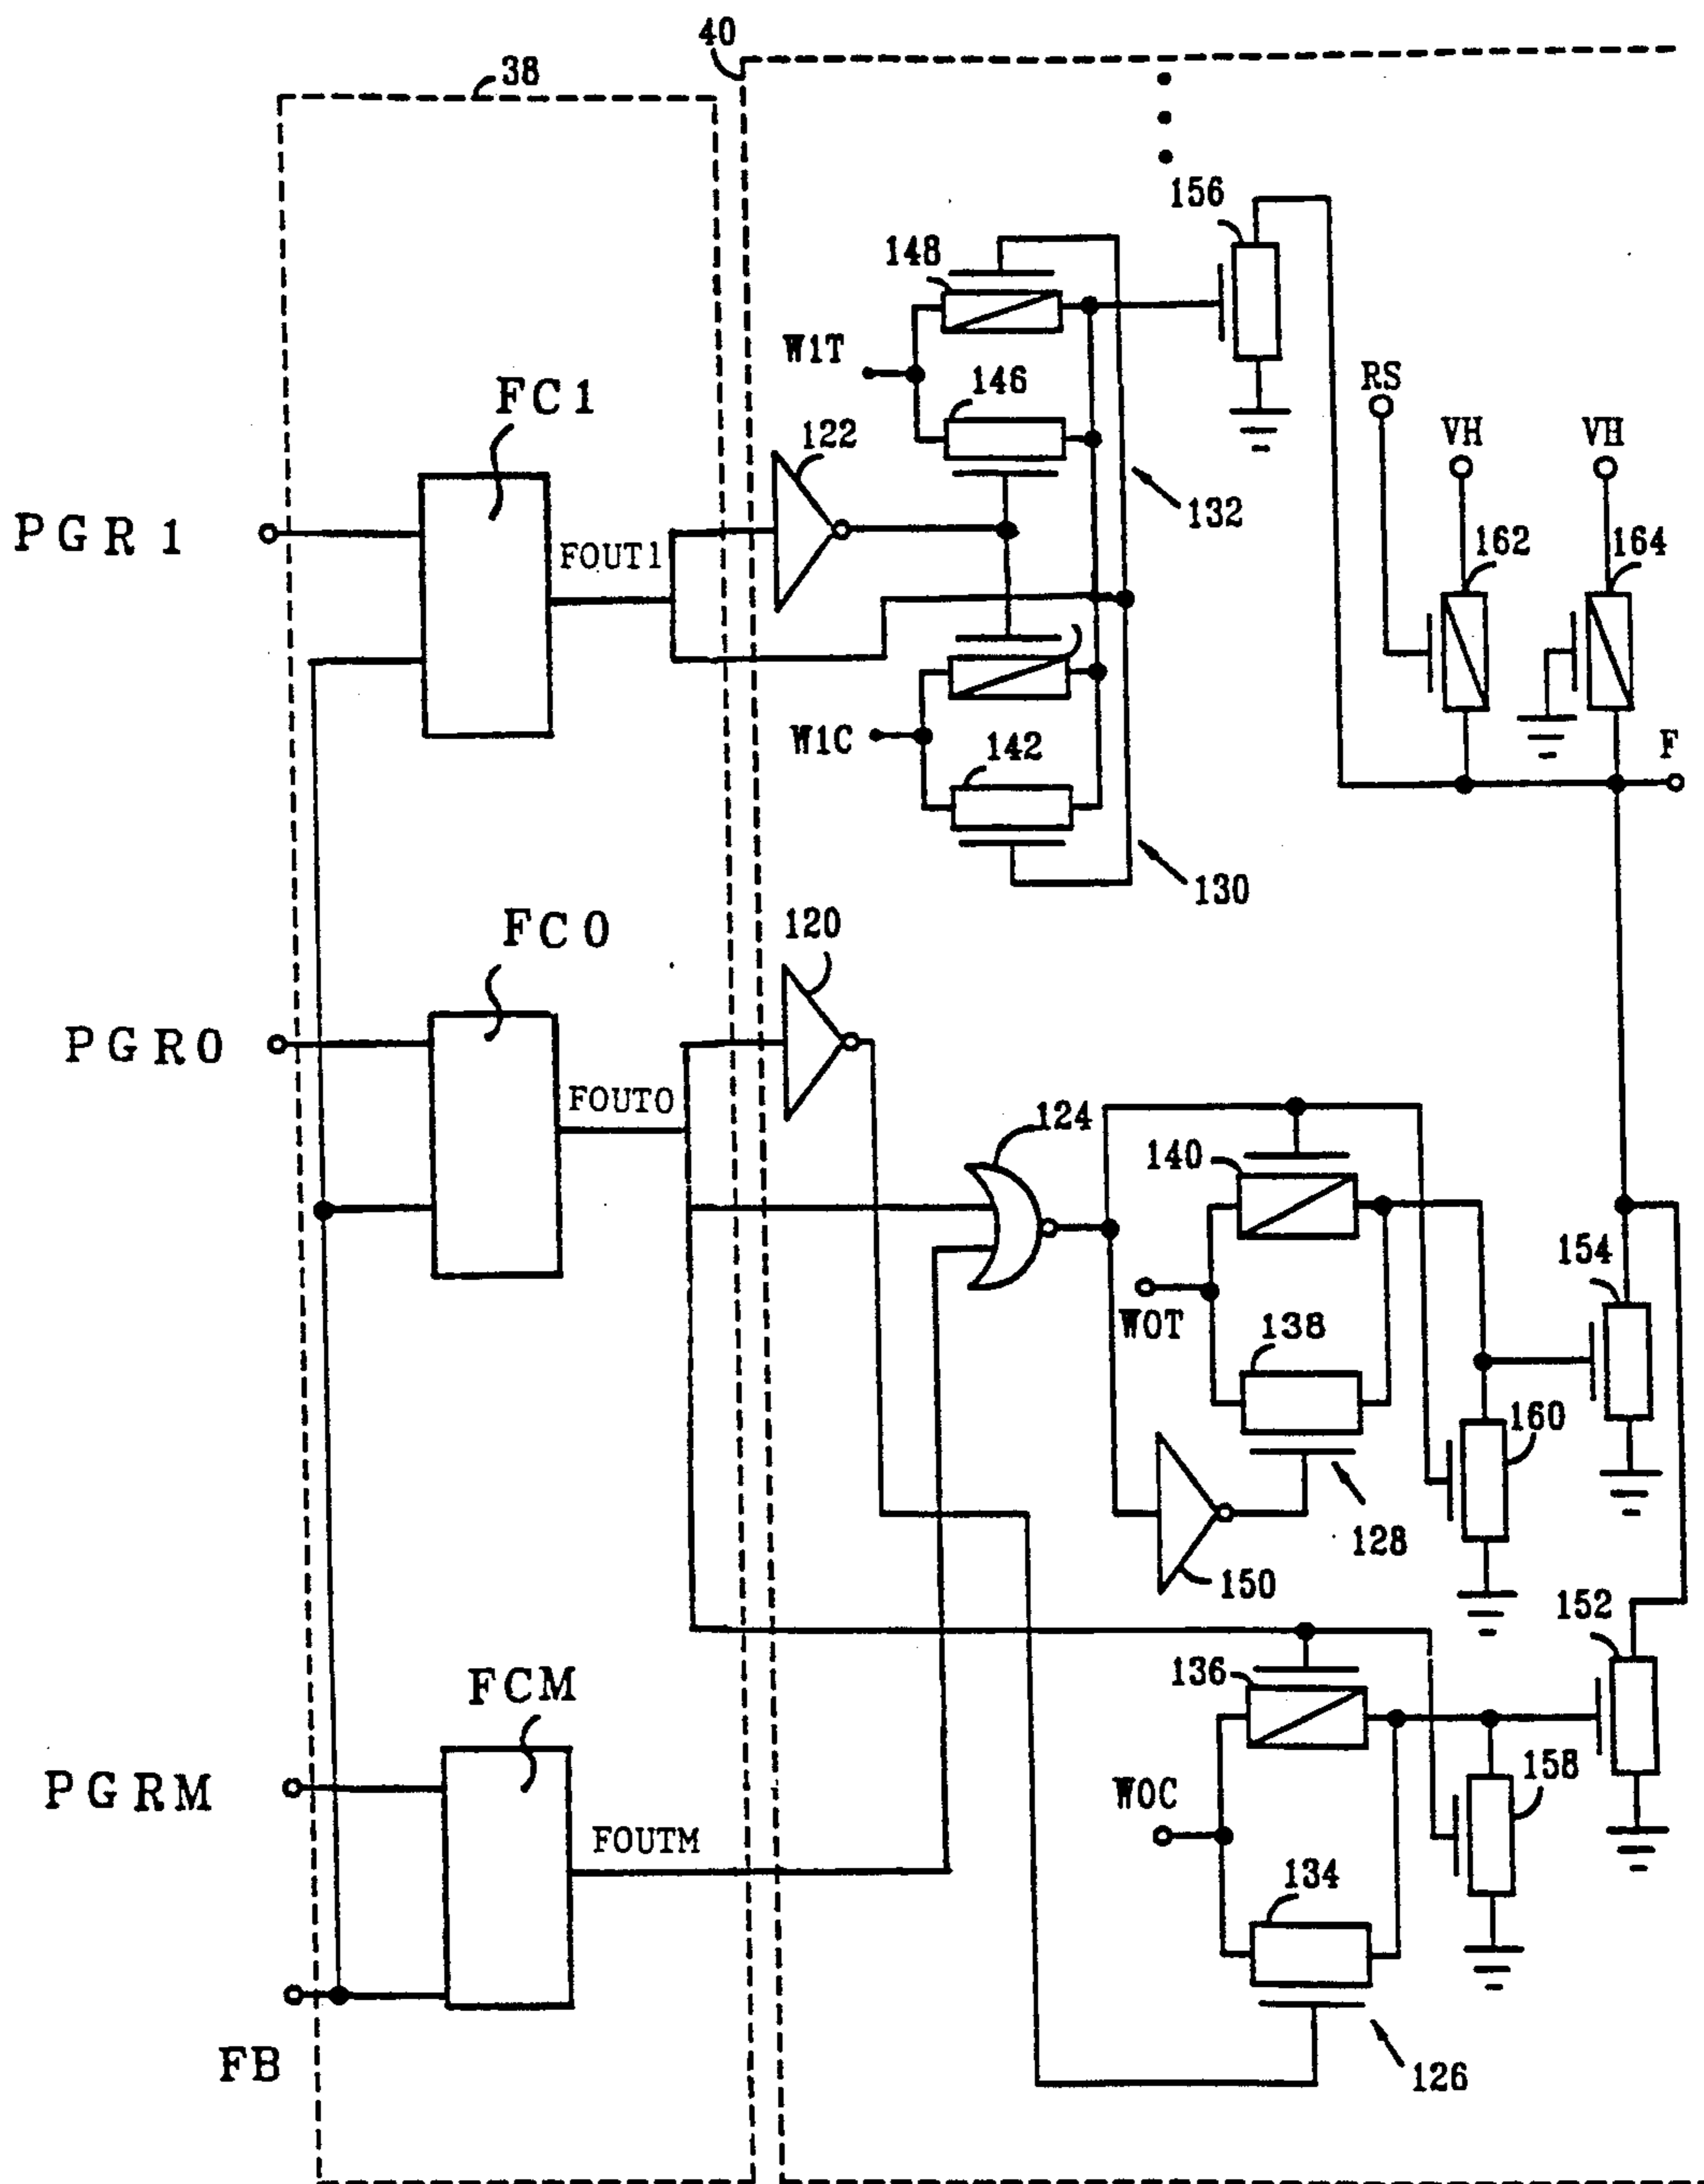 40
38
156
148
W1T
146
RS
FC1
122
VH
VH
132
162
164
PGR1
FOUT1
W1C
142
F
130
FC0
120
PGR0
FOUT0
124
140
154
W0T
138
160
128
150
152
136
FCM
PGRM
W0C
158
FOUTM
134
FB
126